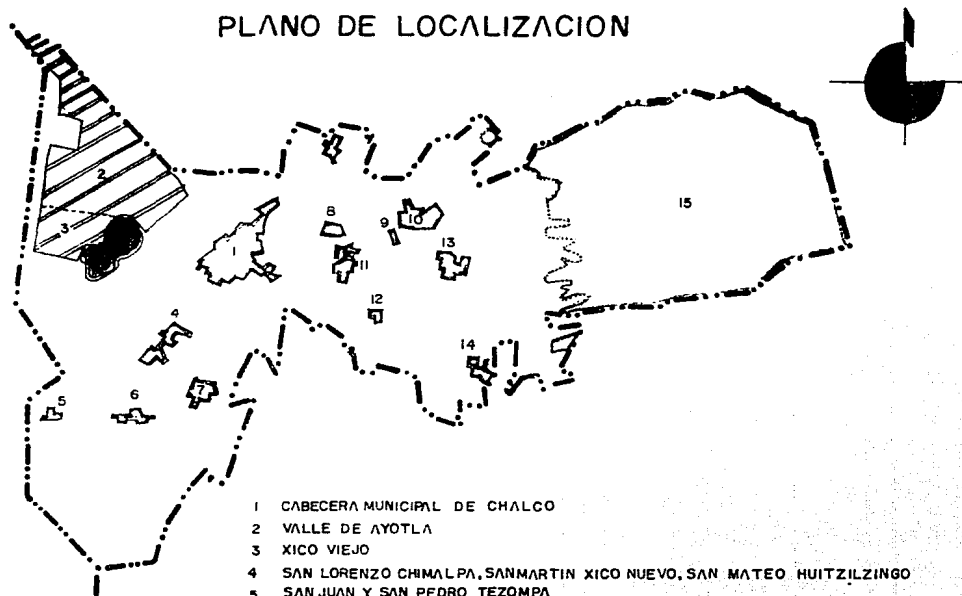 PLANO DE LOCALIZACION
2
3
1
8
9
10
11
13
12
15
4
14
5
6
7
1 CABECERA MUNICIPAL DE CHALCO
2 VALLE DE AYOTLA
3 XICO VIEJO
4 SAN LORENZO CHIMALPA, SAN MARTIN XICO NUEVO, SAN MATEO HUITZILZINGO
5 SAN JUAN Y SAN PEDRO TEZOMPA